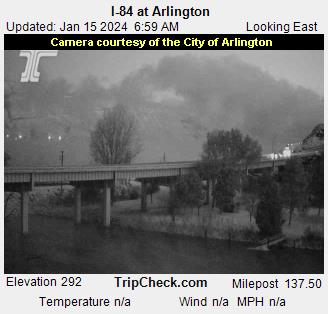 I-84 at Arlington
Updated: Jan 15 2024 6:59 AM Looking East
Camera courtesy of the City of Arlington
Elevation 292 TripCheck.com Milepost 137.50
Temperature n/a Wind n/a MPH n/a